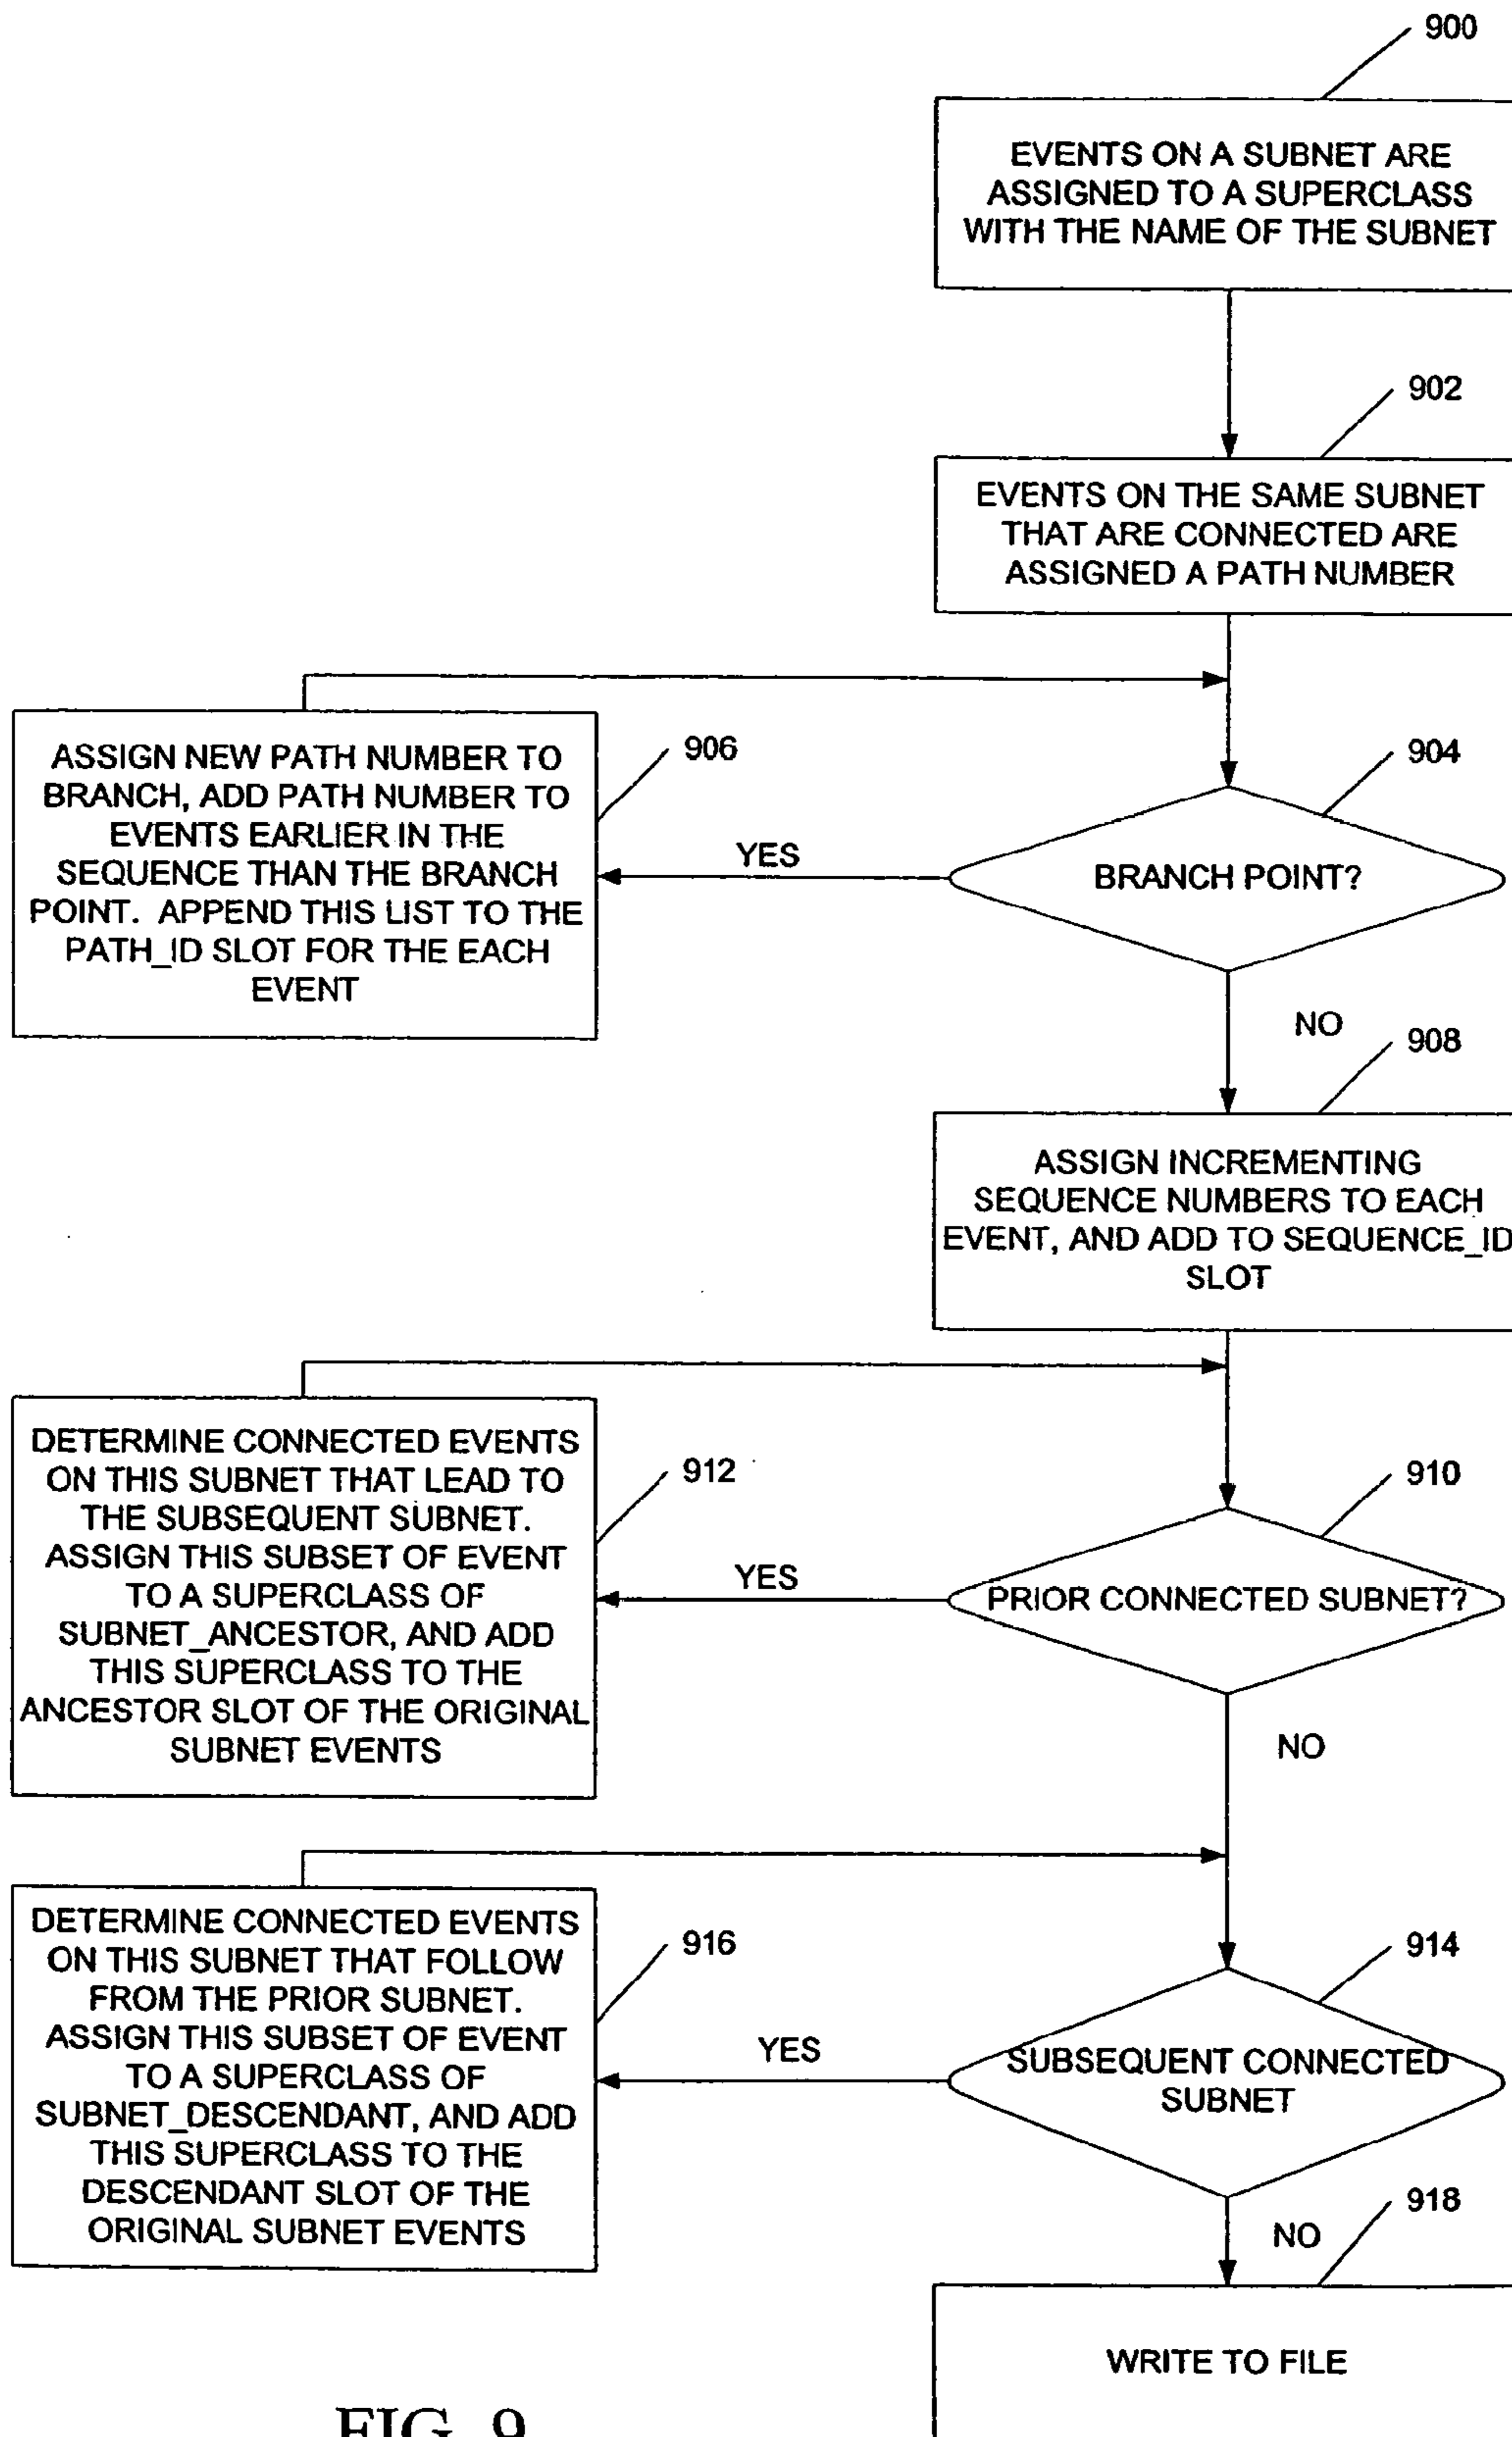 900
EVENTS ON A SUBNET ARE
ASSIGNED TO A SUPERCLASS
WITH THE NAME OF THE SUBNET
902
EVENTS ON THE SAME SUBNET
THAT ARE CONNECTED ARE
ASSIGNED A PATH NUMBER
ASSIGN NEW PATH NUMBER TO
BRANCH, ADD PATH NUMBER TO
EVENTS EARLIER IN THE
SEQUENCE THAN THE BRANCH
POINT. APPEND THIS LIST TO THE
PATH_ID SLOT FOR THE EACH
EVENT
906
904
YES
BRANCH POINT?
NO
908
ASSIGN INCREMENTING
SEQUENCE NUMBERS TO EACH
EVENT, AND ADD TO SEQUENCE_ID
SLOT
DETERMINE CONNECTED EVENTS
ON THIS SUBNET THAT LEAD TO
THE SUBSEQUENT SUBNET.
ASSIGN THIS SUBSET OF EVENT
TO A SUPERCLASS OF
SUBNET_ANCESTOR, AND ADD
THIS SUPERCLASS TO THE
ANCESTOR SLOT OF THE ORIGINAL
SUBNET EVENTS
912
910
YES
PRIOR CONNECTED SUBNET?
NO
DETERMINE CONNECTED EVENTS
ON THIS SUBNET THAT FOLLOW
FROM THE PRIOR SUBNET.
ASSIGN THIS SUBSET OF EVENT
TO A SUPERCLASS OF
SUBNET_DESCENDANT, AND ADD
THIS SUPERCLASS TO THE
DESCENDANT SLOT OF THE
ORIGINAL SUBNET EVENTS
916
914
YES
SUBSEQUENT CONNECTED
SUBNET
NO
918
WRITE TO FILE
FIG. 9